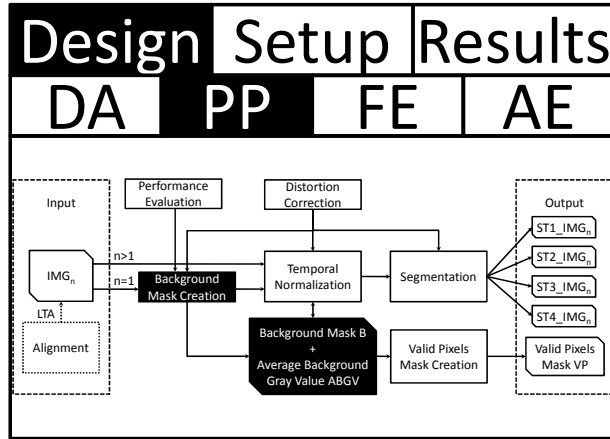 Design Setup Results
DA PP FE AE
Performance
Evaluation
Distortion
Correction
Input
Output
IMGn
n>1
n=1
LTA
Alignment
Background
Mask Creation
Temporal
Normalization
Segmentation
ST1_IMGn
ST2_IMGn
ST3_IMGn
ST4_IMGn
Background Mask B
+
Average Background
Gray Value ABGV
Valid Pixels
Mask Creation
Valid Pixels
Mask VP